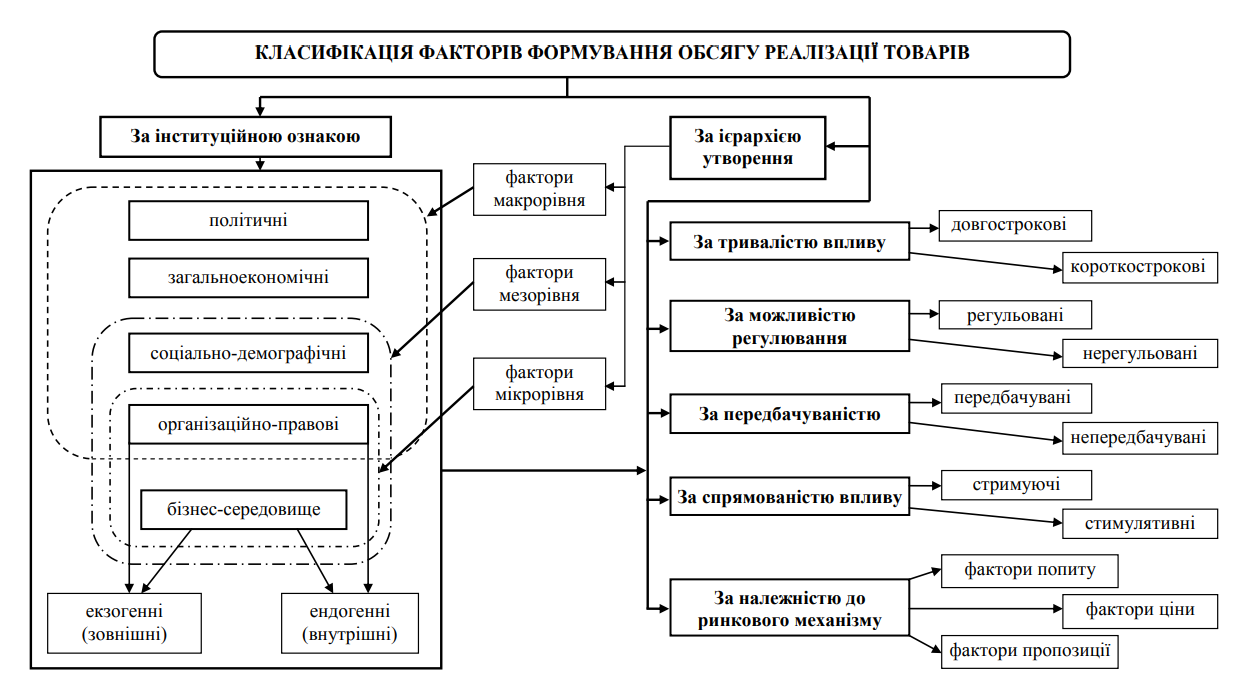 КЛАСИФІКАЦІЯ ФАКТОРІВ ФОРМУВАННЯ ОБСЯГУ РЕАЛІЗАЦІЇ ТОВАРІВ
За інституційною ознакою
політичні
загальноекономічні
соціально-демографічні
організаційно-правові
бізнес-середовище
екзогенні
(зовнішні)
ендогенні
(внутрішні)
За ієрархією
утворення
фактори
макрорівня
фактори
мезорівня
фактори
мікрорівня
За тривалістю впливу
довгострокові
короткострокові
За можливістю
регулювання
регульовані
нерегульовані
За передбачуваністю
передбачувані
непередбачувані
За спрямованістю впливу
стримуючі
стимулятивні
За належністю до
ринкового механізму
фактори попиту
фактори ціни
фактори пропозиції